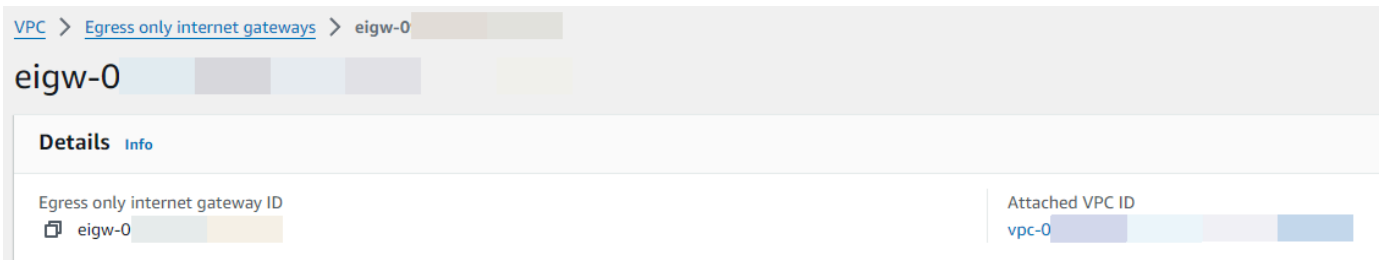 VPC > Egress only internet gateways > eigw-0
eigw-0
Details Info
Egress only internet gateway ID
eigw-0
Attached VPC ID
vpc-0